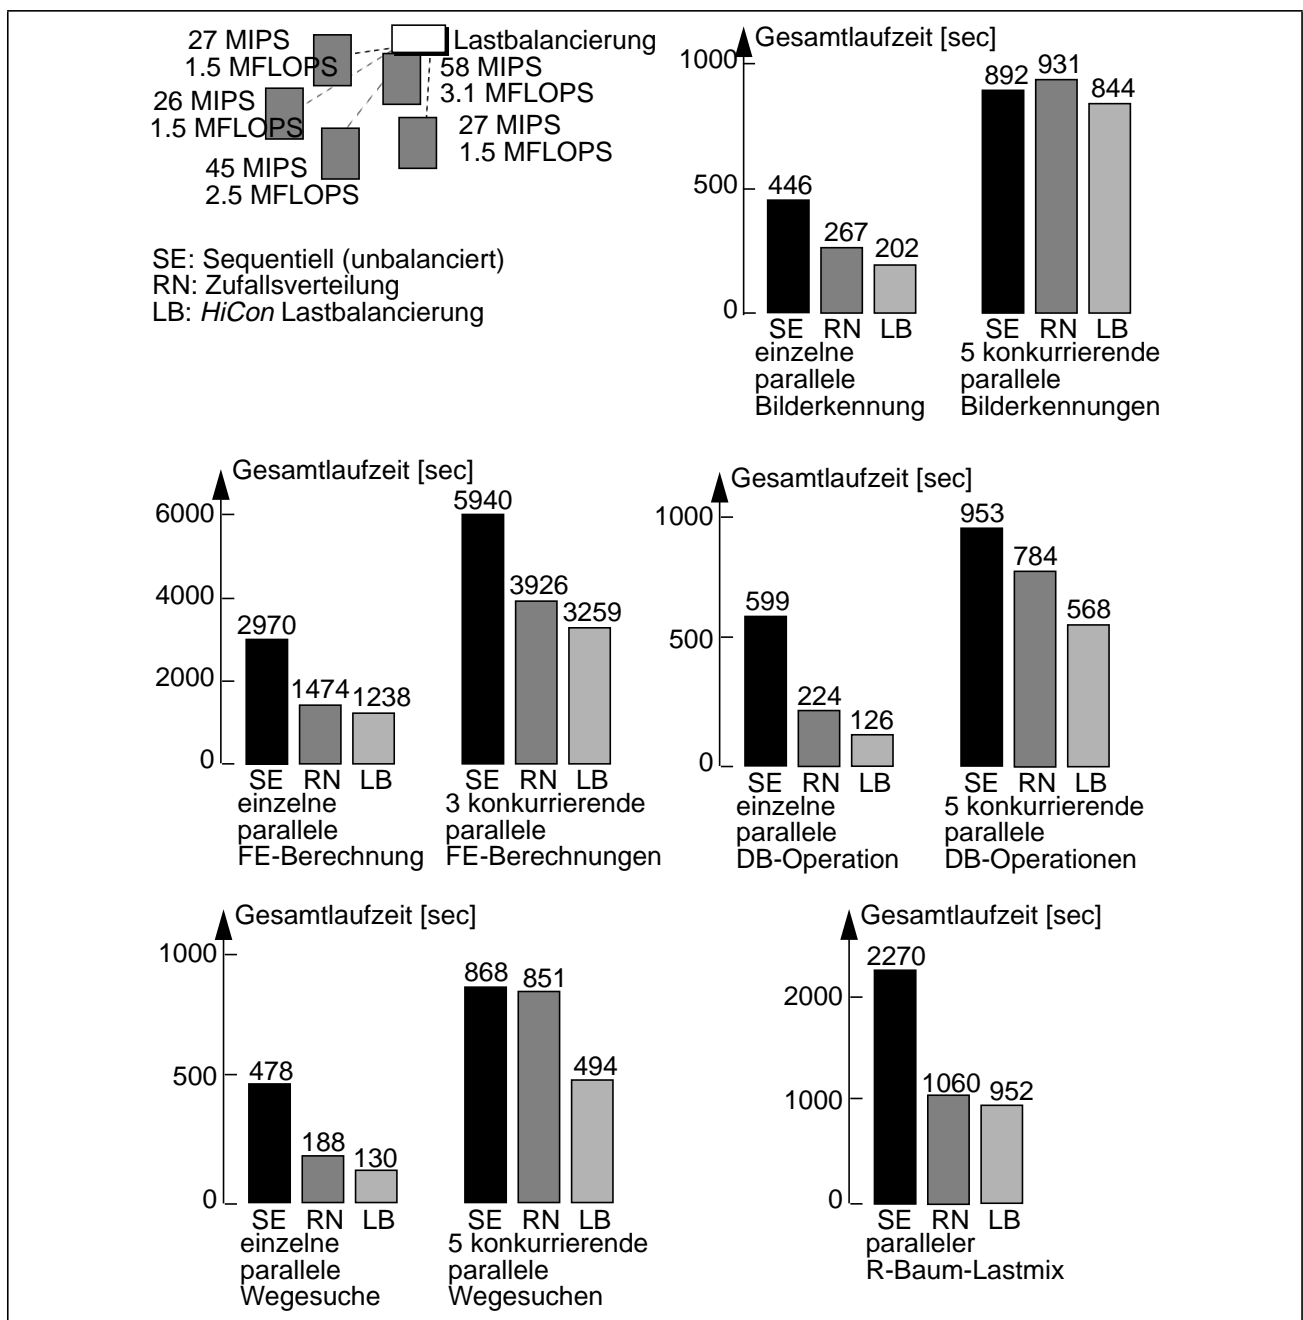 27 MIPS
1.5 MFLOPS
Lastbalancierung
58 MIPS
3.1 MFLOPS
26 MIPS
1.5 MFLOPS
27 MIPS
1.5 MFLOPS
45 MIPS
2.5 MFLOPS
SE: Sequentiell (unbalanciert)
RN: Zufallsverteilung
LB: HiCon Lastbalancierung
Gesamtlaufzeit [sec]
1000
500
0
446
267
202
892
931
844
SE RN LB
einzelne
parallele
Bilderkennung
SE RN LB
5 konkurrierende
parallele
Bilderkennungen
Gesamtlaufzeit [sec]
6000
4000
2000
0
2970
1474
1238
5940
3926
3259
SE RN LB
einzelne
parallele
FE-Berechnung
SE RN LB
3 konkurrierende
parallele
FE-Berechnungen
Gesamtlaufzeit [sec]
1000
500
0
599
224
126
953
784
568
SE RN LB
einzelne
parallele
DB-Operation
SE RN LB
5 konkurrierende
parallele
DB-Operationen
Gesamtlaufzeit [sec]
1000
500
0
478
188
130
868
851
494
SE RN LB
einzelne
parallele
Wegesuche
SE RN LB
5 konkurrierende
parallele
Wegesuchen
Gesamtlaufzeit [sec]
2000
1000
0
2270
1060
952
SE RN LB
paralleler
R-Baum-Lastmix